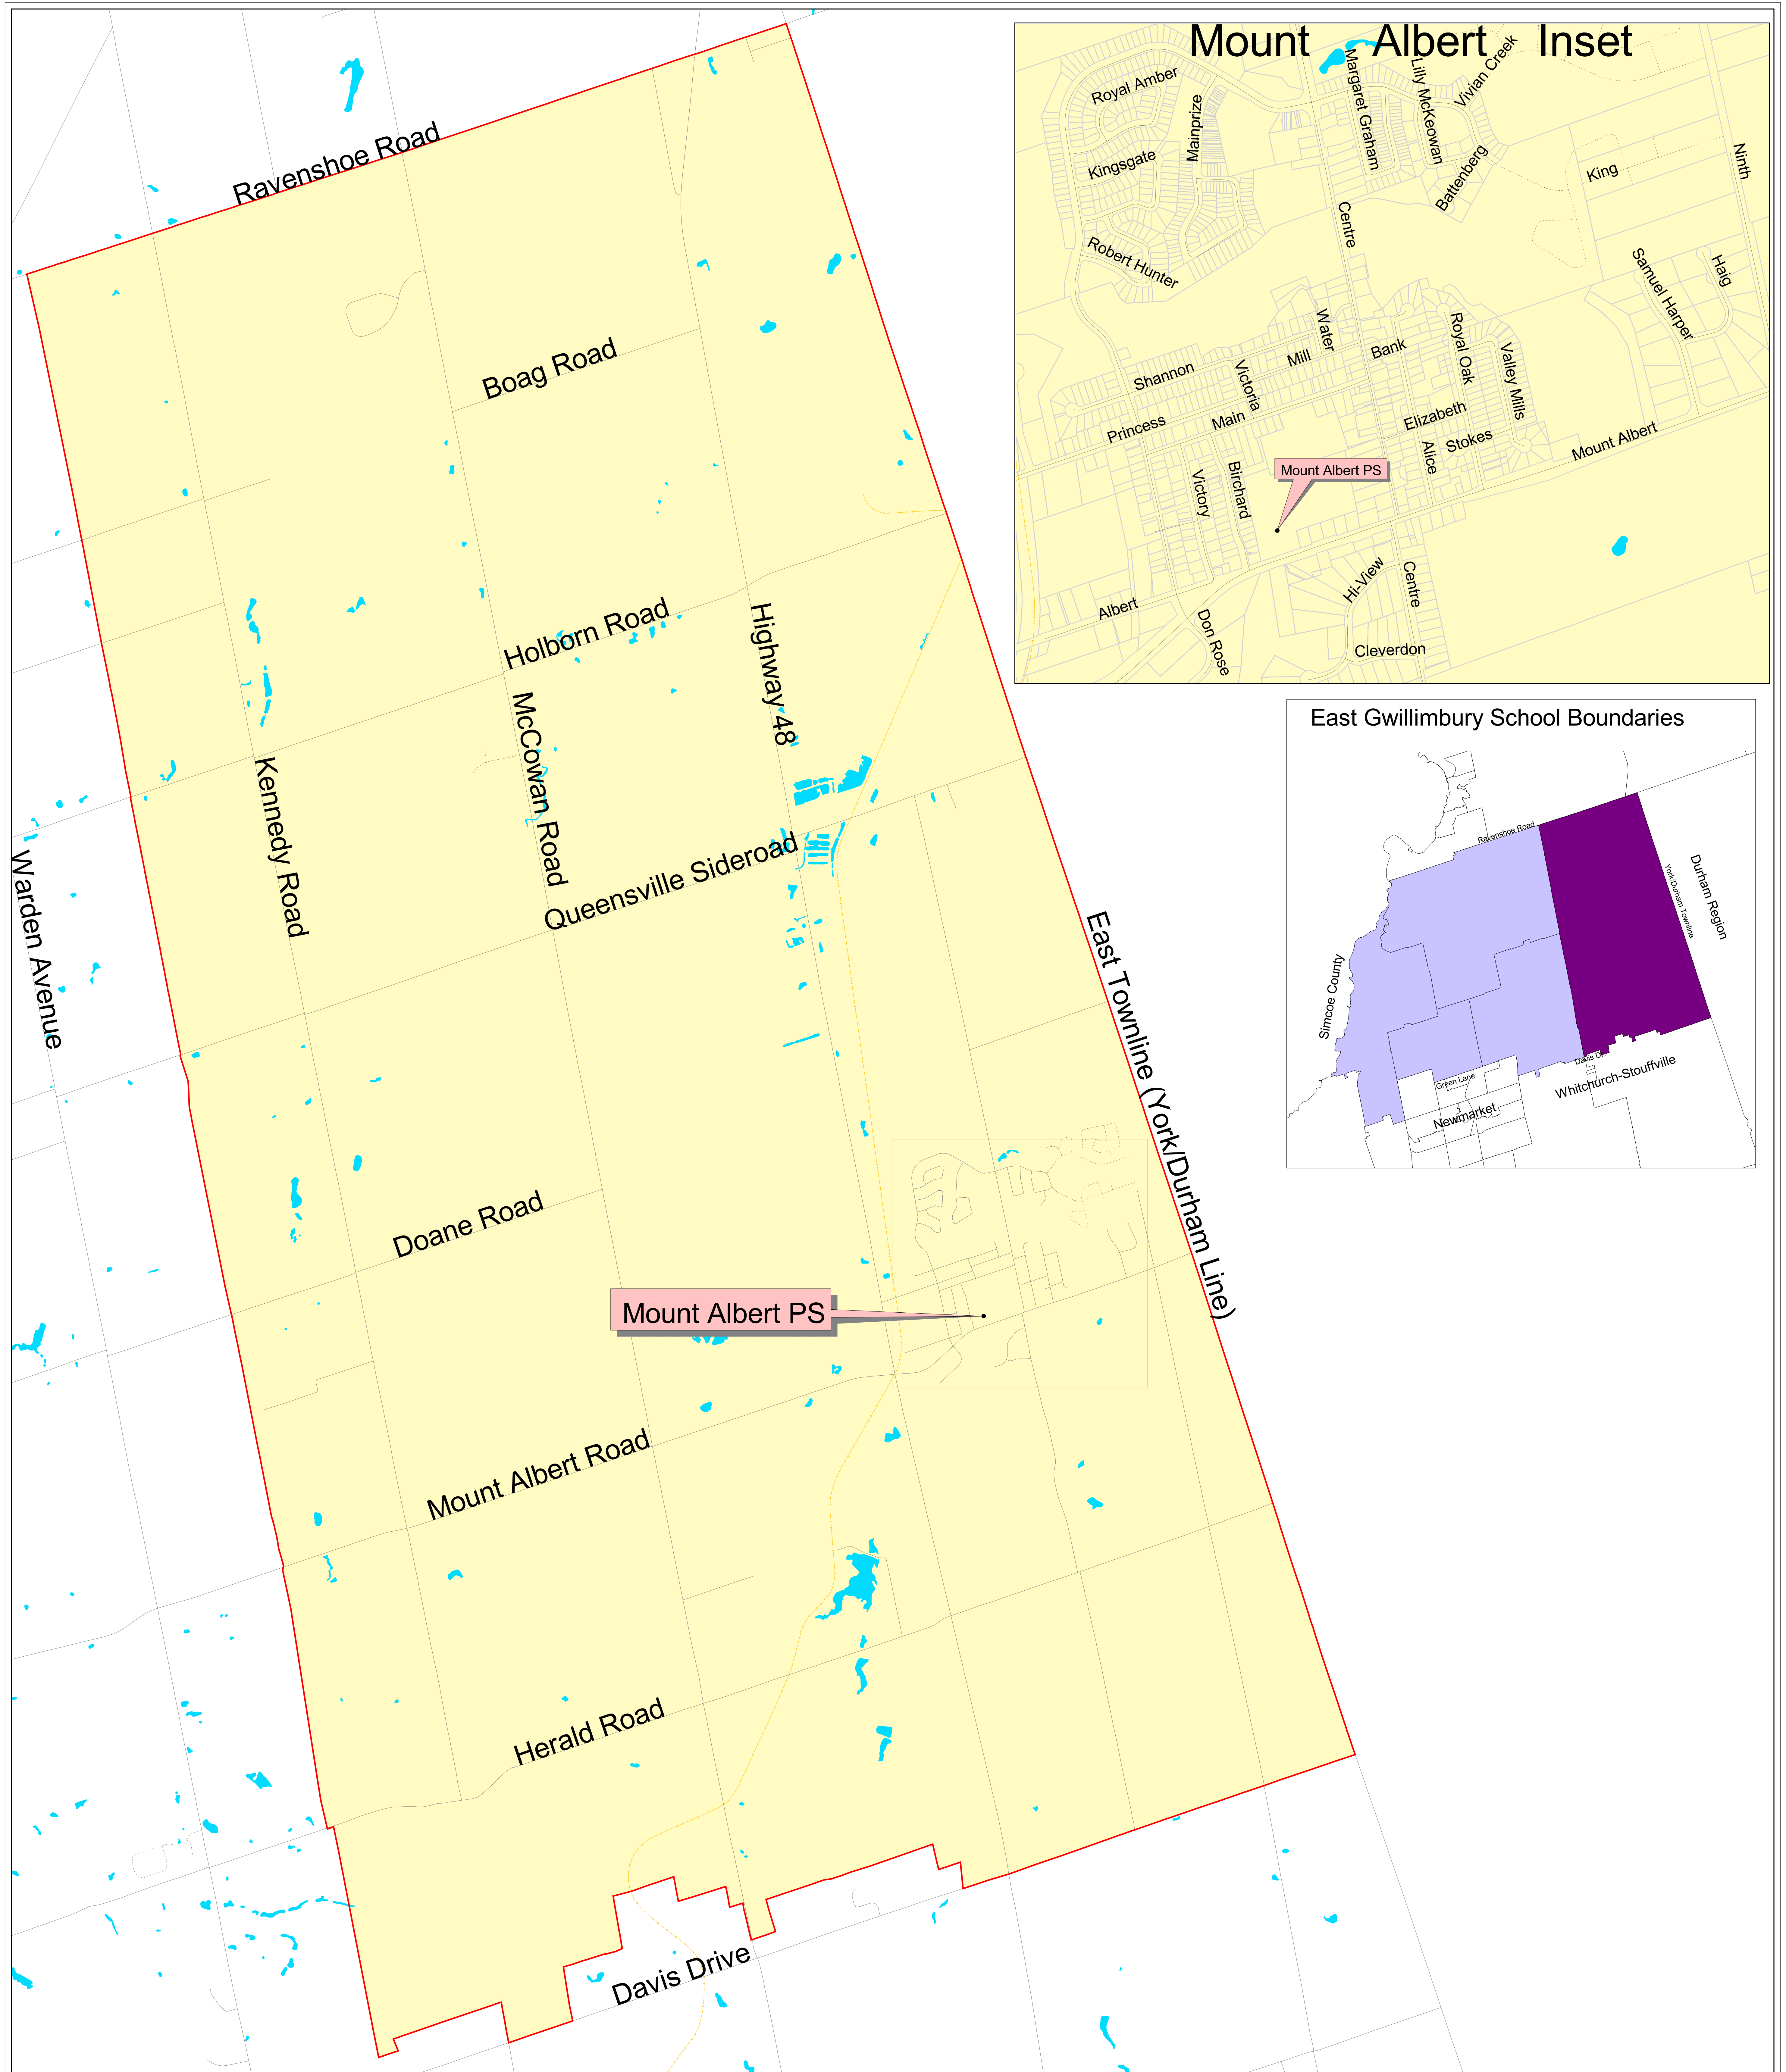 Ravenshoe Road
Boag Road
Holborn Road
Highway 48
McCowan Road
Kennedy Road
Queensville Sideroad
Warden Avenue
East Townline (York/Durham Line)
Doane Road
Mount Albert PS
Mount Albert Road
Herald Road
Davis Drive
Mount Albert Inset
Royal Amber
Mainprize
Margaret Graham
Lilly McKeowan
Vivian Creek
Kingsgate
Battenberg
King
Ninth
Centre
Robert Hunter
Samuel Harper
Haig
Water
Mill
Bank
Royal Oak
Valley Mills
Shannon
Victoria
Princess
Main
Elizabeth
Stokes
Alice
Mount Albert
Mount Albert PS
Victory
Birchard
Hi-View
Centre
Albert
Don Rose
Cleverdon
East Gwillimbury School Boundaries
Ravenshoe Road
York/Durham Townline
Durham Region
Simcoe County
Davis Dr.
Whitchurch-Stouffville
Green Lane
Newmarket